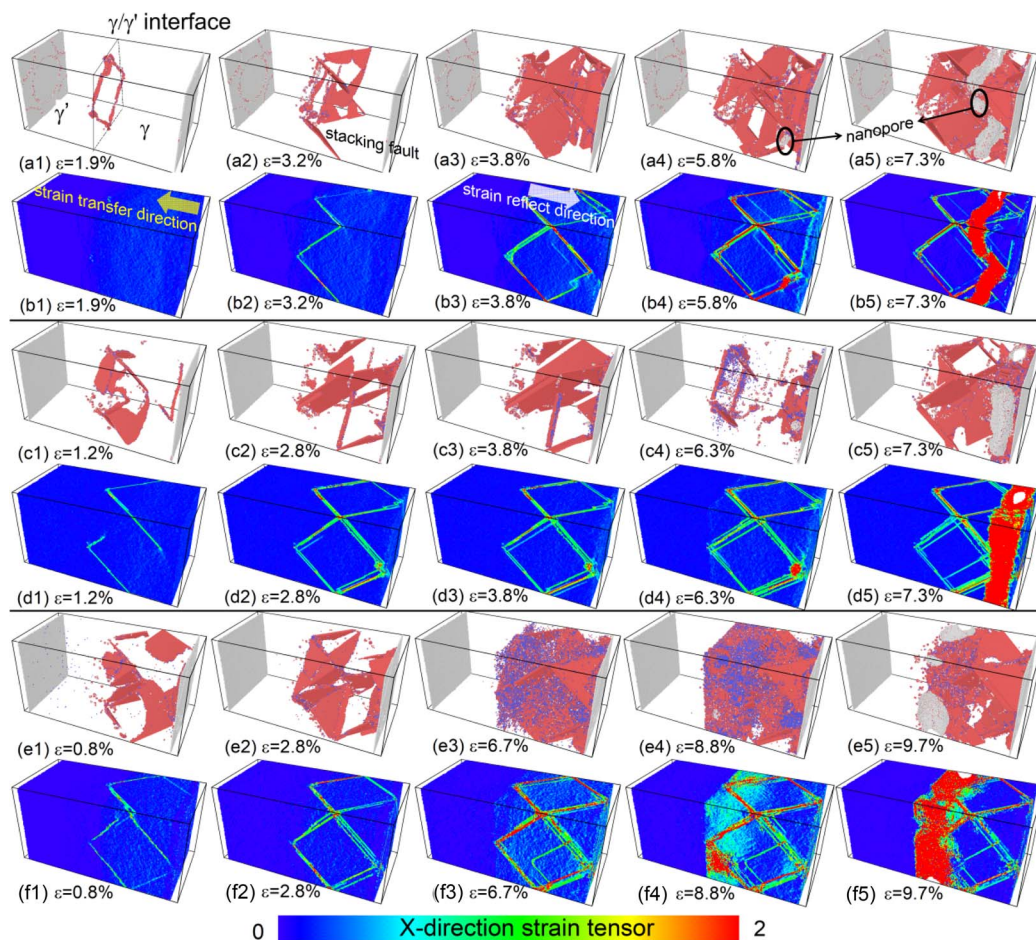 γ/γ' interface
γ'
γ
stacking fault
nanopore
(a1) ε=1.9%
(a2) ε=3.2%
(a3) ε=3.8%
(a4) ε=5.8%
(a5) ε=7.3%
strain transfer direction
strain reflect direction
(b1) ε=1.9%
(b2) ε=3.2%
(b3) ε=3.8%
(b4) ε=5.8%
(b5) ε=7.3%
(c1) ε=1.2%
(c2) ε=2.8%
(c3) ε=3.8%
(c4) ε=6.3%
(c5) ε=7.3%
(d1) ε=1.2%
(d2) ε=2.8%
(d3) ε=3.8%
(d4) ε=6.3%
(d5) ε=7.3%
(e1) ε=0.8%
(e2) ε=2.8%
(e3) ε=6.7%
(e4) ε=8.8%
(e5) ε=9.7%
(f1) ε=0.8%
(f2) ε=2.8%
(f3) ε=6.7%
(f4) ε=8.8%
(f5) ε=9.7%
0 X-direction strain tensor 2